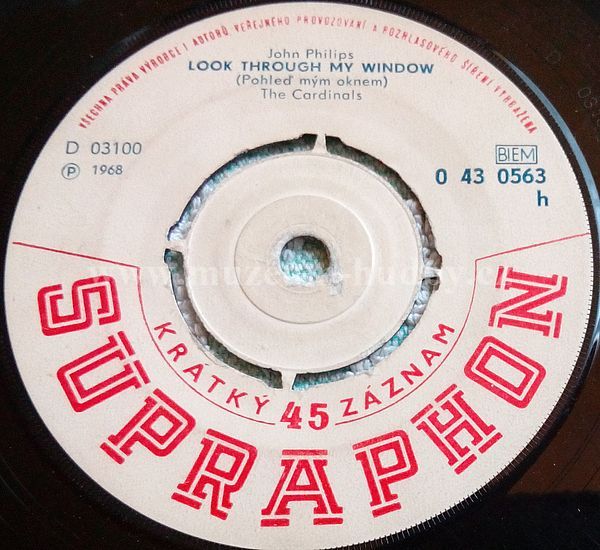 VŠECHNA PRÁVA VÝROBCE I AUTORŮ VEŘEJNÉHO PROVOZOVÁNÍ A ROZHLASOVÉHO ŠÍŘENÍ VYHRAZENA
John Philips
LOOK THROUGH MY WINDOW
(Pohleď mým oknem)
The Cardinals
D 03100
Ⓟ 1968
BIEM
0 43 0563
h
KRÁTKÝ 45 ZÁZNAM
SUPRAPHON